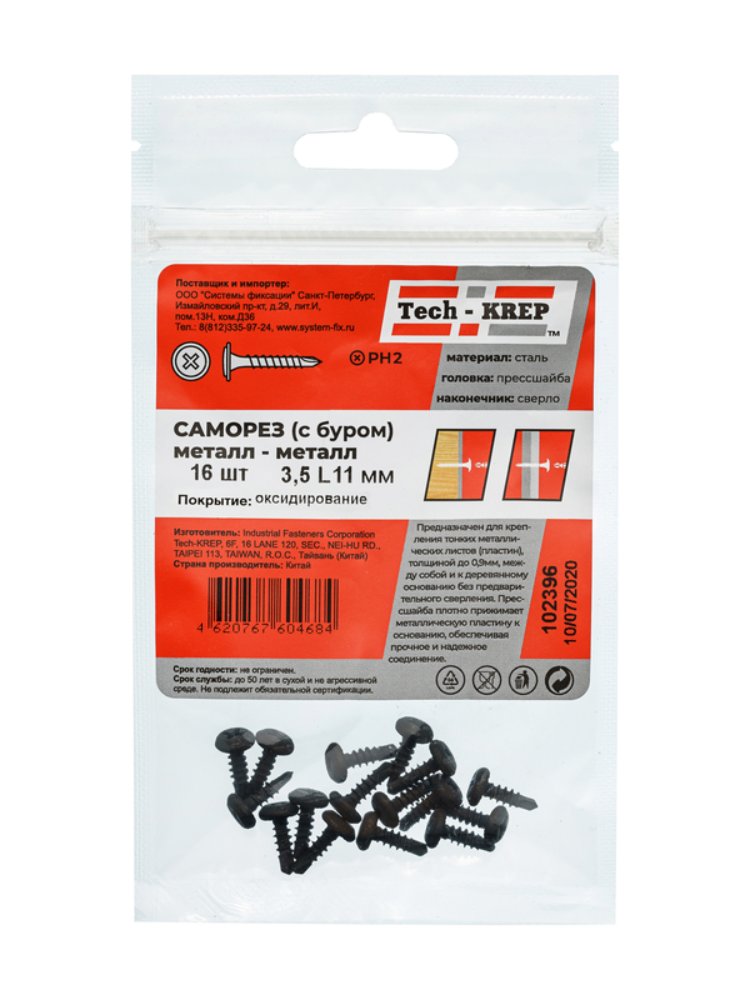 Поставщик и импортер:
ООО "Системы фиксации" Санкт-Петербург,
Измайловский пр-кт, д.29, лит.И,
пом.13Н, ком.Д36
Тел.: 8(812)335-97-24, www.system-fix.ru
Tech - KREP
TM
PH2
материал: сталь
головка: прессшайба
наконечник: сверло
САМОРЕЗ (с буром)
металл - металл
16 шт 3,5 L11 мм
Покрытие: оксидирование
Изготовитель: Industrial Fasteners Corporation
Tech-KREP, 6F, 16 LANE 120, SEC., NEI-HU RD.,
TAIPEI 113, TAIWAN, R.O.C., Тайвань (Китай)
Страна производитель: Китай
4 620767 604684
Предназначен для креп-
ления тонких металли-
ческих листов (пластин),
толщиной до 0,9мм, меж-
ду собой и к деревянному
основанию без предвари-
тельного сверления. Прес-
сшайба плотно прижимает
металлическую пластину к
основанию, обеспечивая
прочное и надежное
соединение.
102396
10/07/2020
Срок годности: не ограничен.
Срок службы: до 50 лет в сухой и не агрессивной
среде. Не подлежит обязательной сертификации.